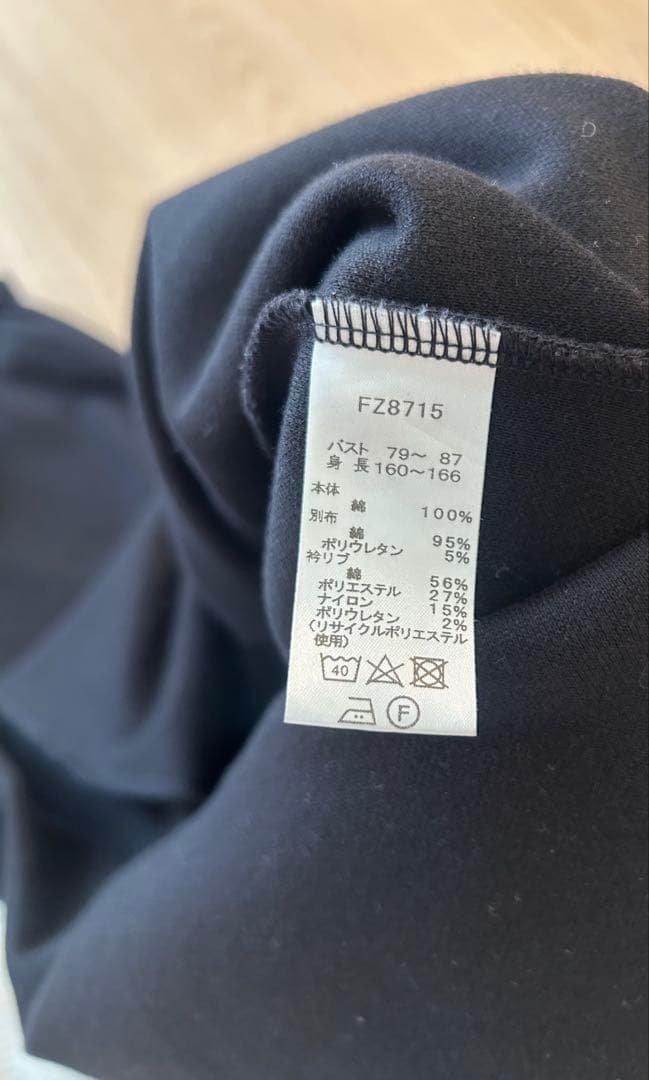 FZ8715
バスト 79～ 87
身 長 160～166
本体
綿 100%
別布
綿 95%
ポリウレタン 5%
衿リブ
綿 56%
ポリエステル 27%
ナイロン 15%
ポリウレタン 2%
(リサイクルポリエステル
使用)
40
F